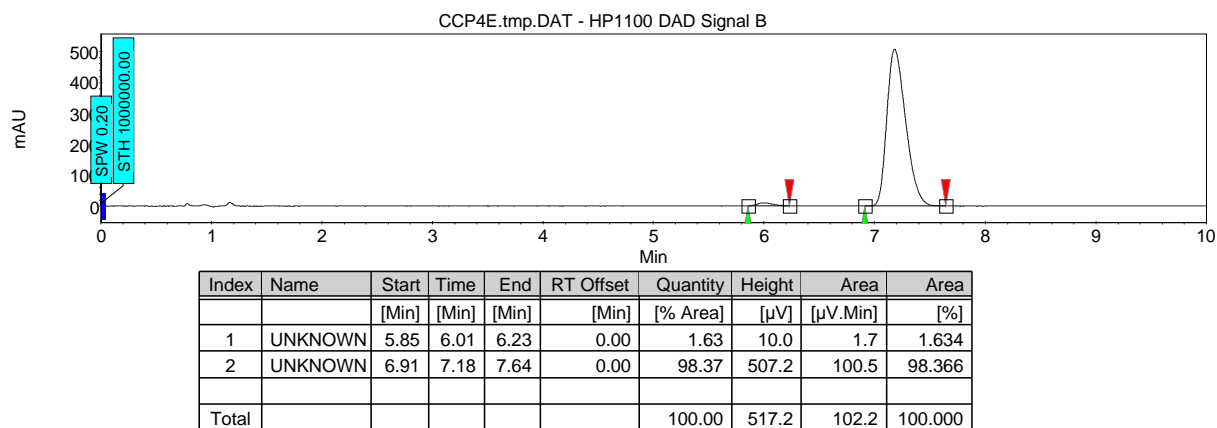 CCP4E.tmp.DAT - HP1100 DAD Signal B
mAU
500
400
300
200
100
0
SPW 0.20
STH 1000000.00
0 1 2 3 4 5 6 7 8 9 10
Min
Index Name Start Time End RT Offset Quantity Height Area Area
[Min] [Min] [Min] [Min] [% Area] [µV] [µV.Min] [%]
1 UNKNOWN 5.85 6.01 6.23 0.00 1.63 10.0 1.7 1.634
2 UNKNOWN 6.91 7.18 7.64 0.00 98.37 507.2 100.5 98.366
Total 100.00 517.2 102.2 100.000